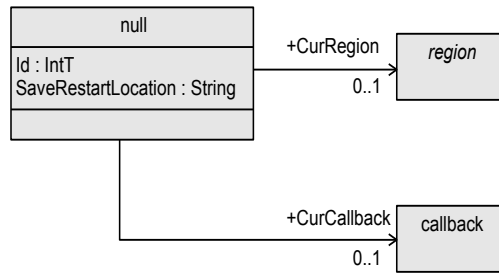 null
Id : IntT
SaveRestartLocation : String
+CurRegion
0..1
region
+CurCallback
0..1
callback